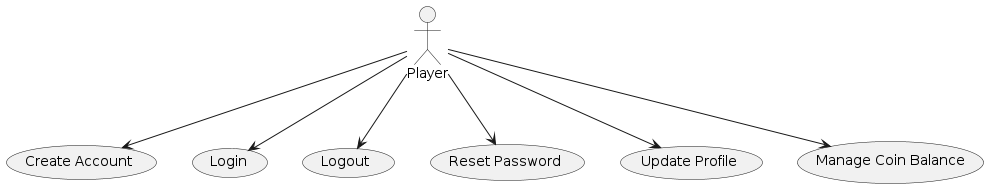 Player
Create Account
Login
Logout
Reset Password
Update Profile
Manage Coin Balance